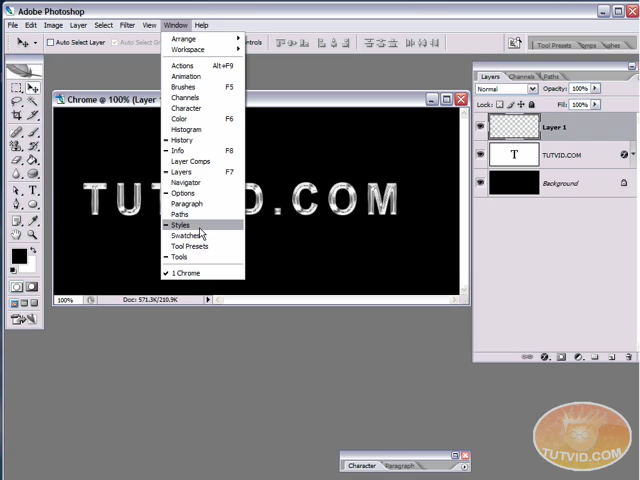 Adobe Photoshop
File Edit Image Layer Select Filter View Window Help
Auto Select Layer
Tool Presets
Arrange
Workspace
Actions Alt+F9
Animation
Brushes F5
Channels
Character
Color F6
Histogram
History
Info F8
Layer Comps
Layers F7
Navigator
Options
Paragraph
Paths
Styles
Swatches
Tool Presets
Tools
1 Chrome
Chrome @ 100% (Layer
TUTVID.COM
100% Doc: 571.3K/210.9K
Layers Channels Paths
Normal Opacity: 100%
Lock: Fill: 100%
Layer 1
T TUTVID.COM
Background
Character Paragraph
TUTVID.COM